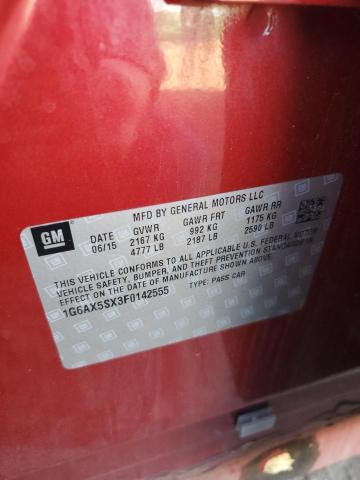 MFD BY GENERAL MOTORS LLC
GM
DATE GVWR GAWR FRT GAWR RR
06/15 2167 KG 992 KG 1175 KG
4777 LB 2187 LB 2590 LB
THIS VEHICLE CONFORMS TO ALL APPLICABLE U.S. FEDERAL MOTOR
VEHICLE SAFETY, BUMPER, AND THEFT PREVENTION STANDARDS IN
EFFECT ON THE DATE OF MANUFACTURE SHOWN ABOVE.
1G6AX5SX3F0142555 TYPE: PASS CAR